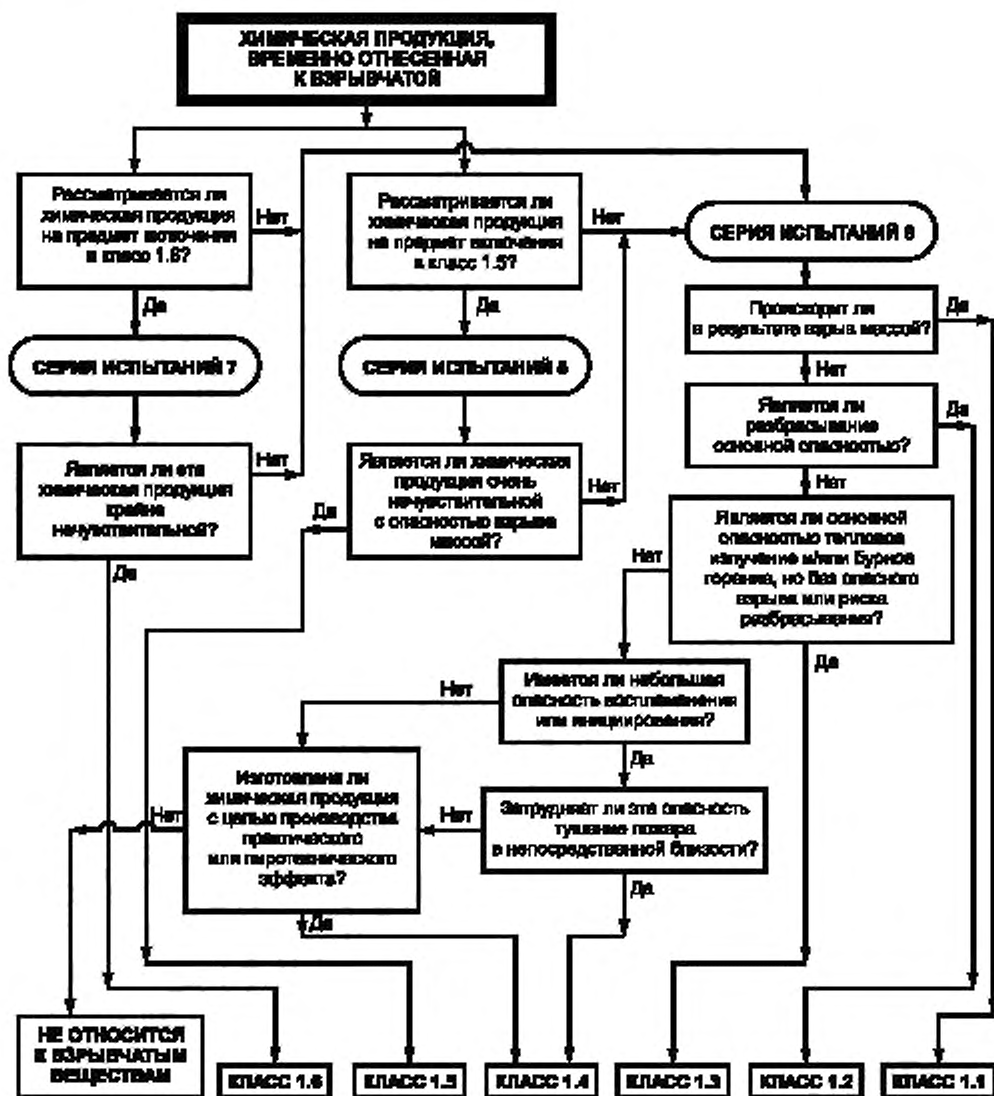 ХИМИЧЕСКАЯ ПРОДУКЦИЯ,
ВРЕМЕННО ОТНЕСЕННАЯ
К ВЗРЫВЧАТОЙ
Рассматривается ли
химическая продукция
на предмет включения
в класс 1.6?
Нет
Да
Рассматривается ли
химическая продукция
на предмет включения
в класс 1.5?
Нет
Да
СЕРИЯ ИСПЫТАНИЙ 6
Происходит ли
в результате взрыв массой?
Да
Нет
СЕРИЯ ИСПЫТАНИЙ 7
СЕРИЯ ИСПЫТАНИЙ 5
Является ли
разбрасывание
основной опасностью?
Да
Нет
Является ли эта
химическая продукция
крайне
нечувствительной?
Нет
Да
Является ли химическая
продукция очень
нечувствительной
с опасностью взрыва
массой?
Нет
Да
Является ли основной
опасностью тепловое
излучение и/или бурное
горение, но без опасного
взрыва или риска
разбрасывания?
Нет
Да
Имеется ли небольшая
опасность воспламенения
или инициирования?
Нет
Да
Изготовлена ли
химическая продукция
с целью производства
практического
или пиротехнического
эффекта?
Нет
Да
Затрудняет ли эта опасность
тушение пожара
в непосредственной близости?
Нет
Да
НЕ ОТНОСИТСЯ
К ВЗРЫВЧАТЫМ
ВЕЩЕСТВАМ
КЛАСС 1.6
КЛАСС 1.5
КЛАСС 1.4
КЛАСС 1.3
КЛАСС 1.2
КЛАСС 1.1